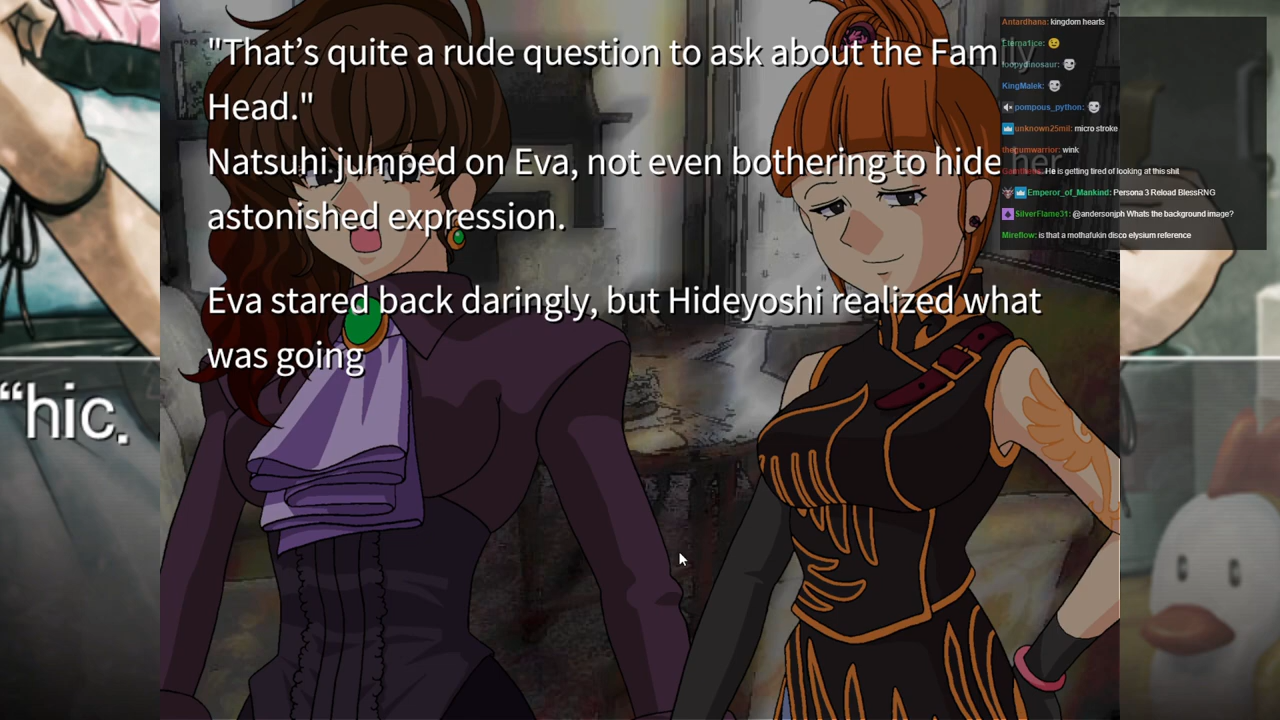 "That’s quite a rude question to ask about the Fam
Head."
Natsuhi jumped on Eva, not even bothering to hide her
astonished expression.
Eva stared back daringly, but Hideyoshi realized what
was going
“hic.
Antardhana: kingdom hearts
Eternatice:
loopydinosaur:
KingMalek:
pompous_python:
unknown25mil: micro stroke
thegumwarrior: wink
He is getting tired of looking at this shit
Emperor_of_Mankind: Persona 3 Reload BlessRNG
SilverFlame31: @andersonjph Whats the background image?
Mireflow: is that a mothafukin disco elysium reference